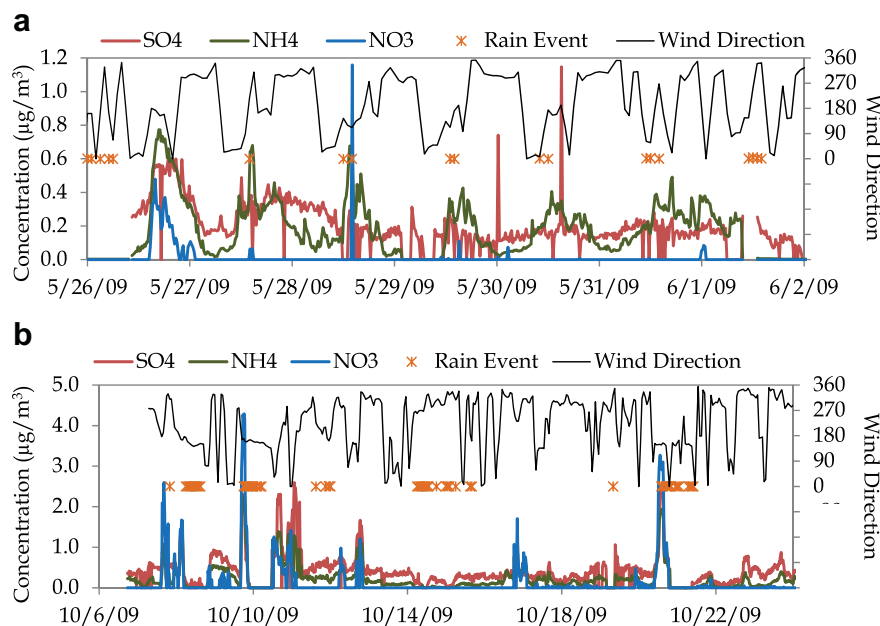 a
SO4 NH4 NO3 Rain Event Wind Direction
1.2 360
1.0 270
0.8 180
90
0.6 0
0.4
0.2
0.0
Concentration (µg/m³)
Wind Direction
5/26/09 5/27/09 5/28/09 5/29/09 5/30/09 5/31/09 6/1/09 6/2/09
b
SO4 NH4 NO3 Rain Event Wind Direction
5.0 360
4.0 270
180
3.0 90
0
2.0
1.0
0.0
Concentration (µg/m³)
Wind Direction
10/6/09 10/10/09 10/14/09 10/18/09 10/22/09